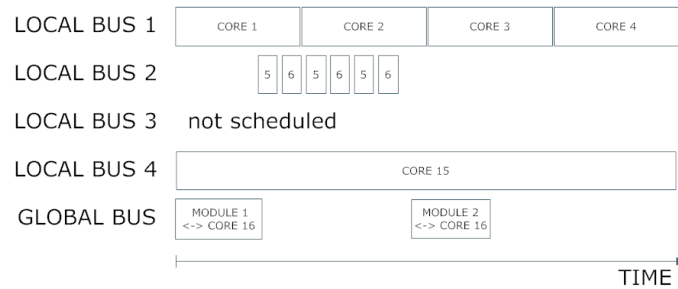 LOCAL BUS 1 CORE 1 CORE 2 CORE 3 CORE 4
LOCAL BUS 2 5 6 5 6 5 6
LOCAL BUS 3 not scheduled
LOCAL BUS 4 CORE 15
GLOBAL BUS MODULE 1 MODULE 2
<-> CORE 16 <-> CORE 16
TIME